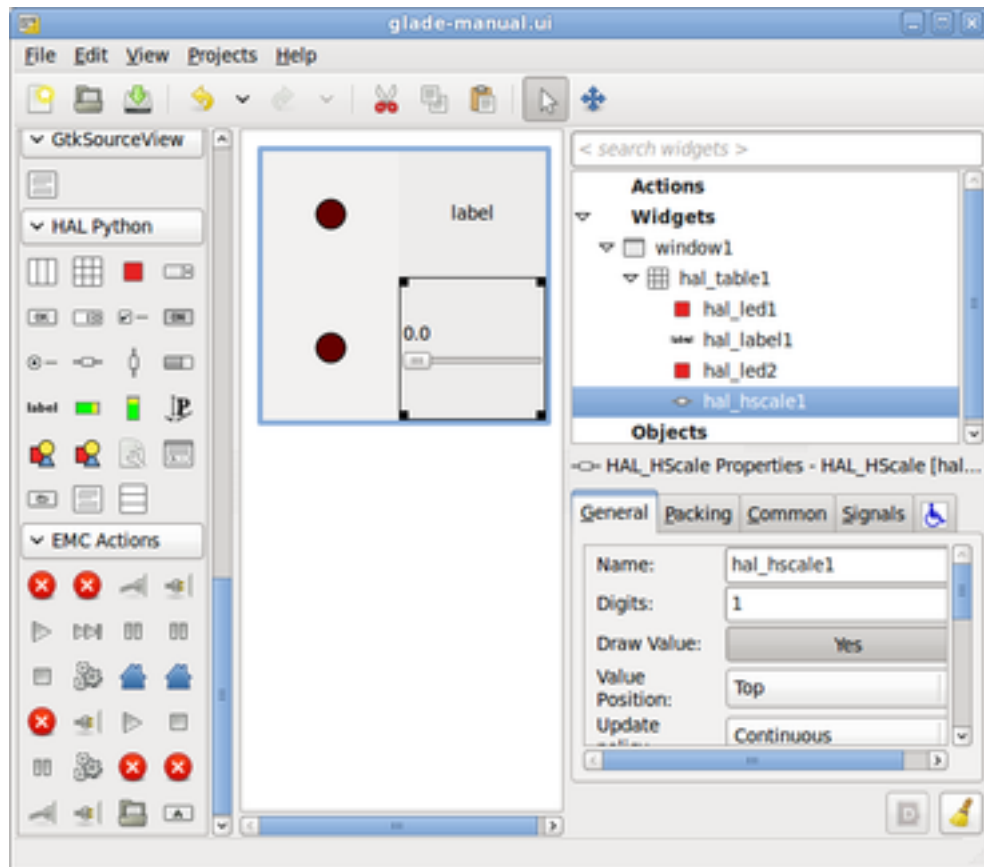 glade-manual.ui
File Edit View Projects Help
GtkSourceView
HAL Python
label
EMC Actions
label
0.0
< search widgets >
Actions
Widgets
window1
hal_table1
hal_led1
hal_label1
hal_led2
hal_hscale1
Objects
HAL_HScale Properties - HAL_HScale [hal...
General Packing Common Signals
Name: hal_hscale1
Digits: 1
Draw Value: Yes
Value
Position: Top
Update
Continuous